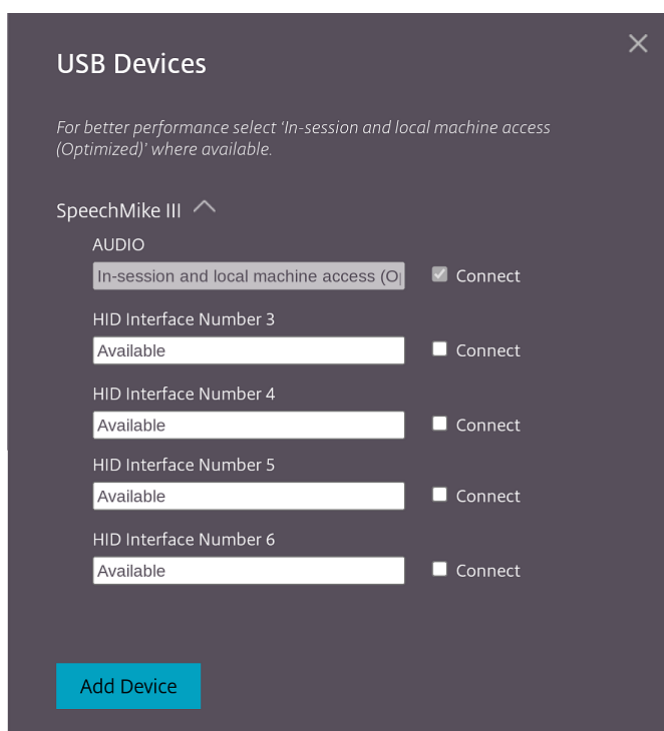 USB Devices
For better performance select 'In-session and local machine access
(Optimized)' where available.
SpeechMike III
AUDIO
In-session and local machine access (O
Connect
HID Interface Number 3
Available
Connect
HID Interface Number 4
Available
Connect
HID Interface Number 5
Available
Connect
HID Interface Number 6
Available
Connect
Add Device